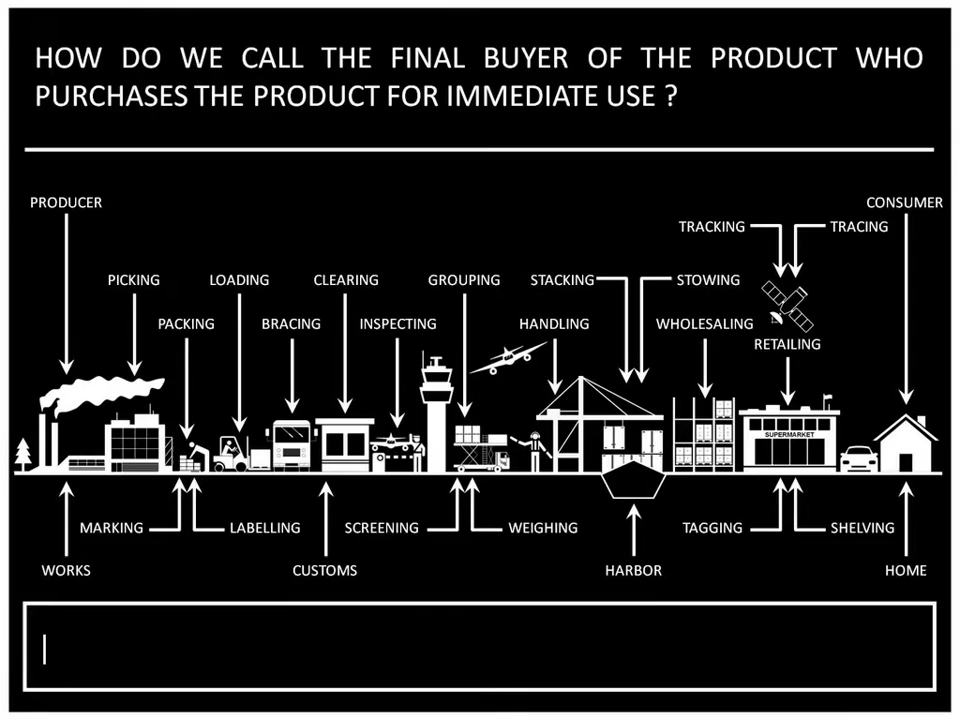 HOW DO WE CALL THE FINAL BUYER OF THE PRODUCT WHO
PURCHASES THE PRODUCT FOR IMMEDIATE USE ?
PRODUCER
CONSUMER
TRACKING
TRACING
PICKING
LOADING
CLEARING
GROUPING
STACKING
STOWING
PACKING
BRACING
INSPECTING
HANDLING
WHOLESALING
RETAILING
SUPERMARKET
MARKING
LABELLING
SCREENING
WEIGHING
TAGGING
SHELVING
WORKS
CUSTOMS
HARBOR
HOME